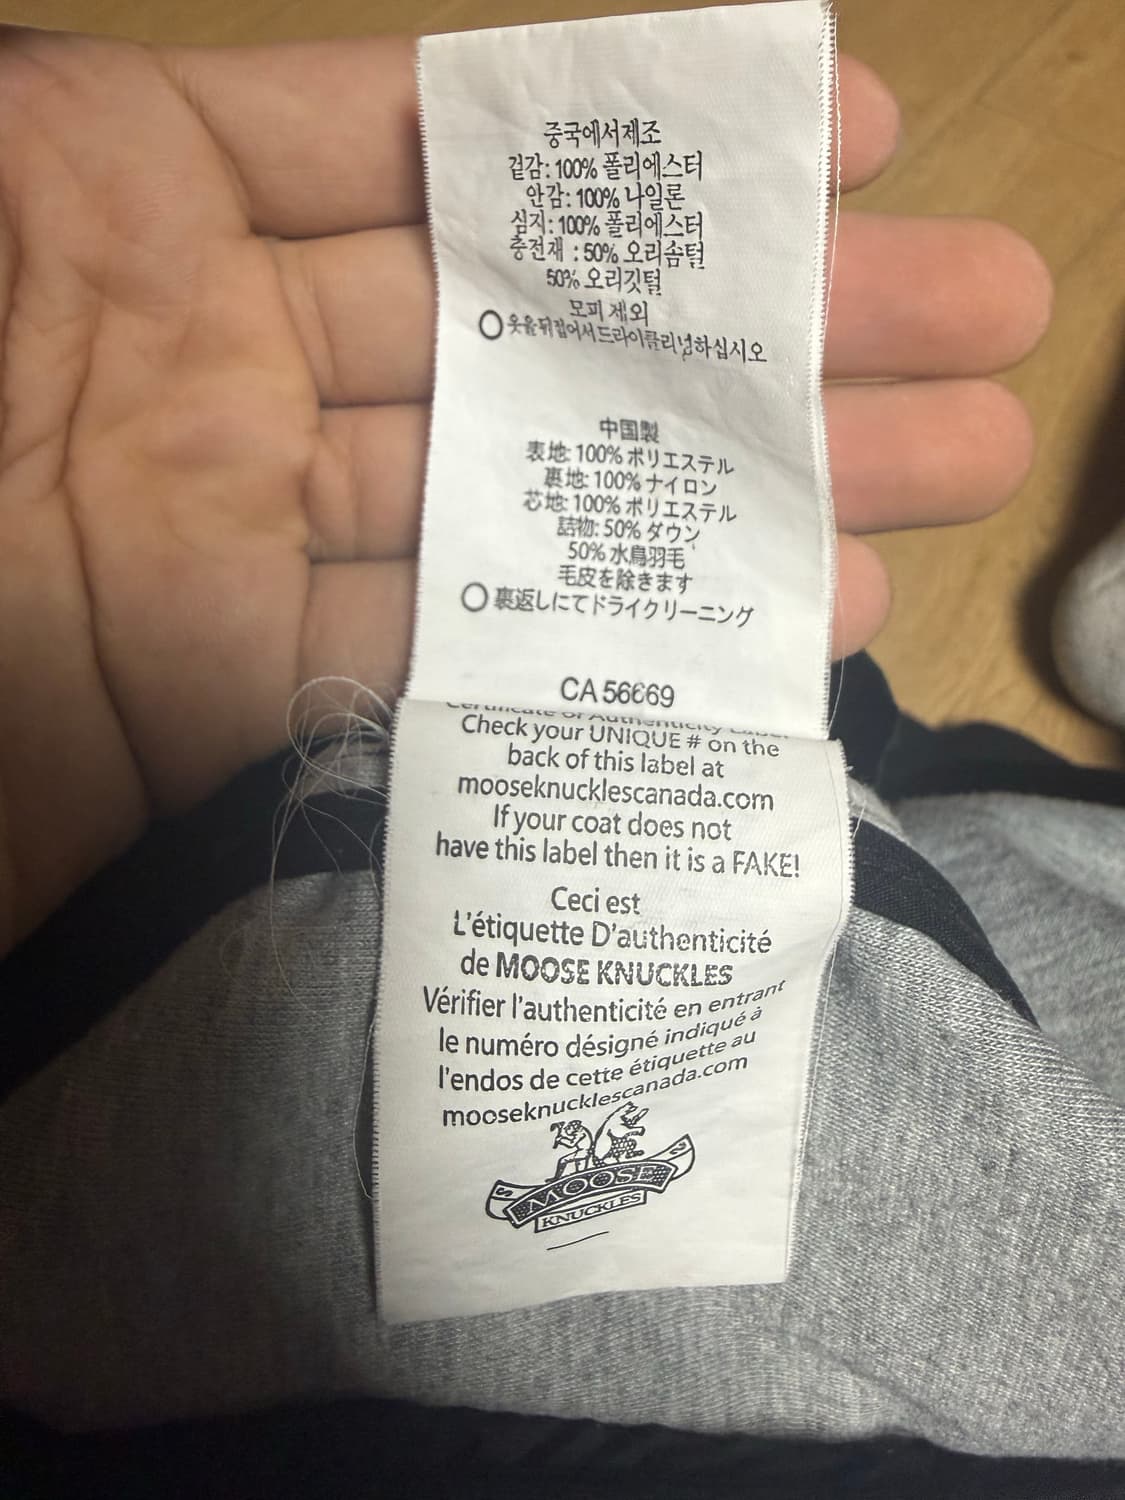 중국에서제조
겉감: 100% 폴리에스터
안감: 100% 나일론
심지: 100% 폴리에스터
충전재 : 50% 오리솜털
50% 오리깃털
모피 제외
옷을뒤집어서드라이클리닝하십시오
中国製
表地: 100% ポリエステル
裏地: 100% ナイロン
芯地: 100% ポリエステル
詰物: 50% ダウン
50% 水鳥羽毛
毛皮を除きます
裏返しにてドライクリーニング
CA 56669
Certificate of Authenticity Label
Check your UNIQUE # on the
back of this label at
mooseknucklescanada.com
If your coat does not
have this label then it is a FAKE!
Ceci est
L'étiquette D'authenticité
de MOOSE KNUCKLES
Vérifier l'authenticité en entrant
le numéro désigné indiqué à
l'endos de cette étiquette au
mooseknucklescanada.com
MOOSE
KNUCKLES